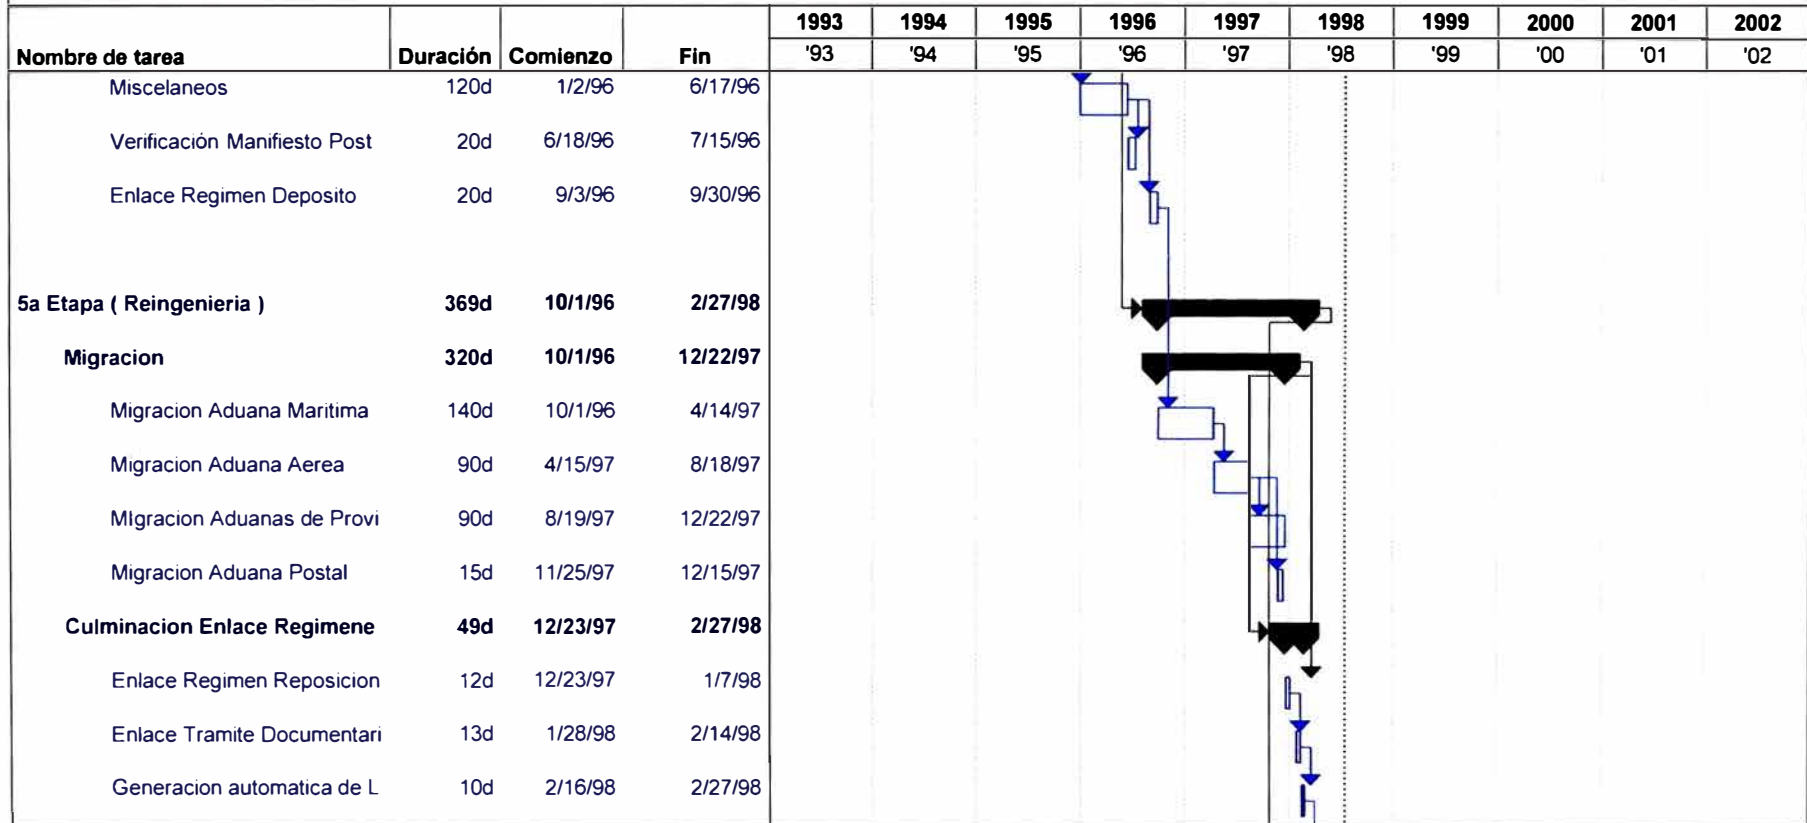 1993 1994 1995 1996 1997 1998 1999 2000 2001 2002
Nombre de tarea Duración Comienzo Fin '93 '94 '95 '96 '97 '98 '99 '00 '01 '02
Miscelaneos 120d 1/2/96 6/17/96
Verificación Manifiesto Post 20d 6/18/96 7/15/96
Enlace Regimen Deposito 20d 9/3/96 9/30/96
5a Etapa ( Reingenieria ) 369d 10/1/96 2/27/98
Migracion 320d 10/1/96 12/22/97
Migracion Aduana Maritima 140d 10/1/96 4/14/97
Migracion Aduana Aerea 90d 4/15/97 8/18/97
MIgracion Aduanas de Provi 90d 8/19/97 12/22/97
Migracion Aduana Postal 15d 11/25/97 12/15/97
Culminacion Enlace Regimene 49d 12/23/97 2/27/98
Enlace Regimen Reposicion 12d 12/23/97 1/7/98
Enlace Tramite Documentari 13d 1/28/98 2/14/98
Generacion automatica de L 10d 2/16/98 2/27/98